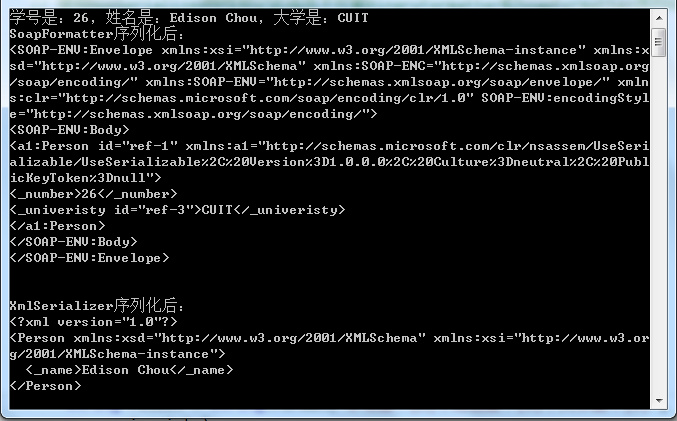 学号是：26, 姓名是：Edison Chou, 大学是：CUIT
SoapFormatter序列化后：
<SOAP-ENV:Envelope xmlns:xsi="http://www.w3.org/2001/XMLSchema-instance" xmlns:x
sd="http://www.w3.org/2001/XMLSchema" xmlns:SOAP-ENC="http://schemas.xmlsoap.org
/soap/encoding/" xmlns:SOAP-ENV="http://schemas.xmlsoap.org/soap/envelope/" xmln
s:clr="http://schemas.microsoft.com/soap/encoding/clr/1.0" SOAP-ENV:encodingStyl
e="http://schemas.xmlsoap.org/soap/encoding/">
<SOAP-ENV:Body>
<a1:Person id="ref-1" xmlns:a1="http://schemas.microsoft.com/clr/nsassem/UseSeri
alizable/UseSerializable%2C%20Version%3D1.0.0.0%2C%20Culture%3Dneutral%2C%20Publ
icKeyToken%3Dnull">
<_number>26</_number>
<_univeristy id="ref-3">CUIT</_univeristy>
</a1:Person>
</SOAP-ENV:Body>
</SOAP-ENV:Envelope>
XmlSerializer序列化后：
<?xml version="1.0"?>
<Person xmlns:xsd="http://www.w3.org/2001/XMLSchema" xmlns:xsi="http://www.w3.or
g/2001/XMLSchema-instance">
  <_name>Edison Chou</_name>
</Person>